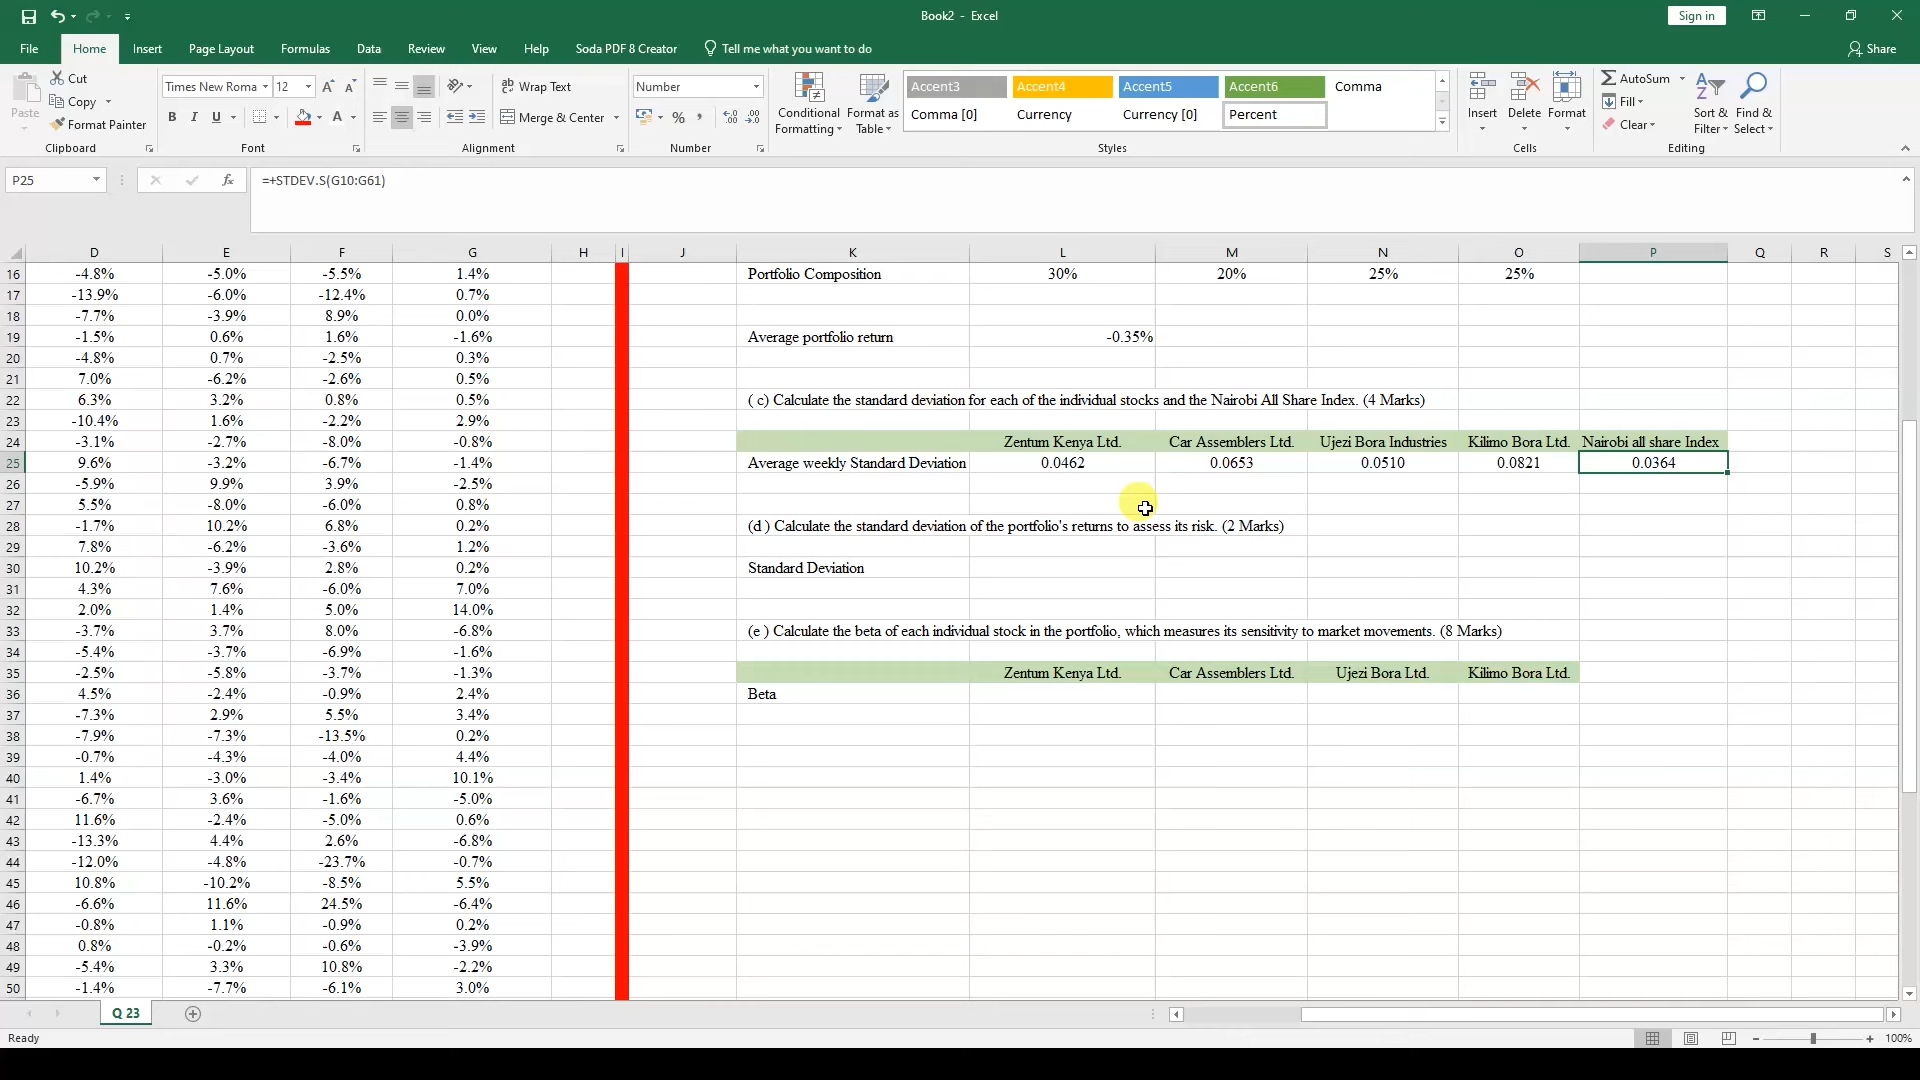 Book2 - Excel
Sign in
File Home Insert Page Layout Formulas Data Review View Help Soda PDF 8 Creator Tell me what you want to do Share
Paste
Cut
Copy
Format Painter
Clipboard
Times New Roma 12
B I U
Font
Wrap Text
Merge & Center
Alignment
Number
%
Number
Conditional Formatting
Format as Table
Accent3 Accent4 Accent5 Accent6 Comma
Comma [0] Currency Currency [0] Percent
Styles
Insert Delete Format
Cells
AutoSum
Fill
Clear
Sort & Filter
Find & Select
Editing
P25 fx =+STDEV.S(G10:G61)
D E F G H I J K L M N O P Q R S
16 -4.8% -5.0% -5.5% 1.4% Portfolio Composition 30% 20% 25% 25%
17 -13.9% -6.0% -12.4% 0.7%
18 -7.7% -3.9% 8.9% 0.0%
19 -1.5% 0.6% 1.6% -1.6% Average portfolio return -0.35%
20 -4.8% 0.7% -2.5% 0.3%
21 7.0% -6.2% -2.6% 0.5%
22 6.3% 3.2% 0.8% 0.5% ( c) Calculate the standard deviation for each of the individual stocks and the Nairobi All Share Index. (4 Marks)
23 -10.4% 1.6% -2.2% 2.9%
24 -3.1% -2.7% -8.0% -0.8% Zentum Kenya Ltd. Car Assemblers Ltd. Ujezi Bora Industries Kilimo Bora Ltd. Nairobi all share Index
25 9.6% -3.2% -6.7% -1.4% Average weekly Standard Deviation 0.0462 0.0653 0.0510 0.0821 0.0364
26 -5.9% 9.9% 3.9% -2.5%
27 5.5% -8.0% -6.0% 0.8%
28 -1.7% 10.2% 6.8% 0.2% (d ) Calculate the standard deviation of the portfolio's returns to assess its risk. (2 Marks)
29 7.8% -6.2% -3.6% 1.2%
30 10.2% -3.9% 2.8% 0.2% Standard Deviation
31 4.3% 7.6% -6.0% 7.0%
32 2.0% 1.4% 5.0% 14.0%
33 -3.7% 3.7% 8.0% -6.8% (e ) Calculate the beta of each individual stock in the portfolio, which measures its sensitivity to market movements. (8 Marks)
34 -5.4% -3.7% -6.9% -1.6%
35 -2.5% -5.8% -3.7% -1.3% Zentum Kenya Ltd. Car Assemblers Ltd. Ujezi Bora Ltd. Kilimo Bora Ltd.
36 4.5% -2.4% -0.9% 2.4% Beta
37 -7.3% 2.9% 5.5% 3.4%
38 -7.9% -7.3% -13.5% 0.2%
39 -0.7% -4.3% -4.0% 4.4%
40 1.4% -3.0% -3.4% 10.1%
41 -6.7% 3.6% -1.6% -5.0%
42 11.6% -2.4% -5.0% 0.6%
43 -13.3% 4.4% 2.6% -6.8%
44 -12.0% -4.8% -23.7% -0.7%
45 10.8% -10.2% -8.5% 5.5%
46 -6.6% 11.6% 24.5% -6.4%
47 -0.8% 1.1% -0.9% 0.2%
48 0.8% -0.2% -0.6% -3.9%
49 -5.4% 3.3% 10.8% -2.2%
50 -1.4% -7.7% -6.1% 3.0%
Q 23
Ready 100%